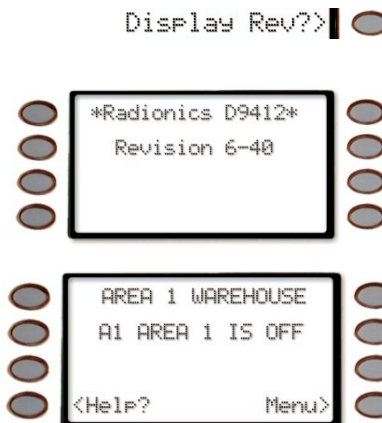 Display Rev?>
*Radionics D9412*
Revision 6-40
AREA 1 WAREHOUSE
A1 AREA 1 IS OFF
<Help? Menu>